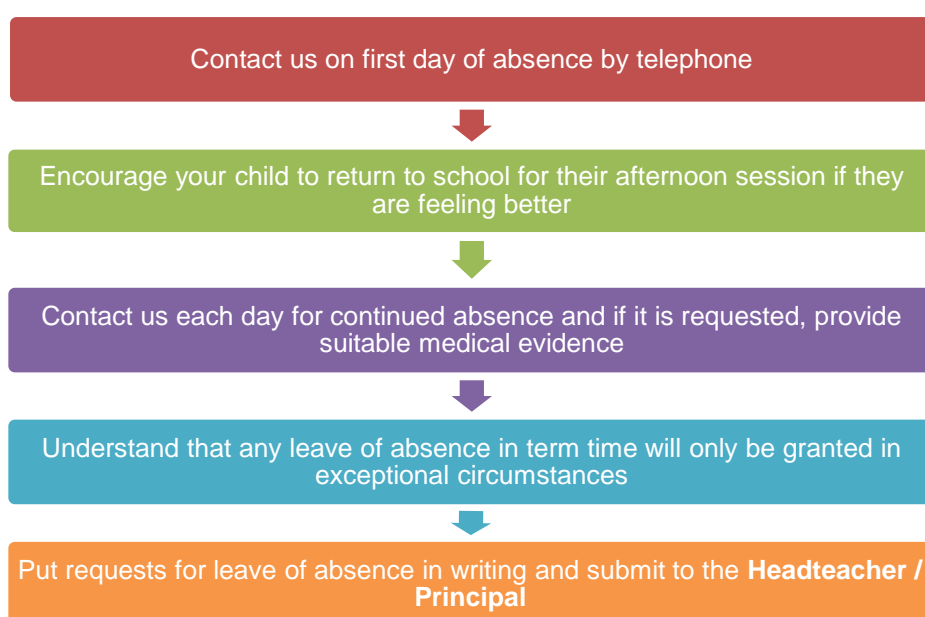 Contact us on first day of absence by telephone
Encourage your child to return to school for their afternoon session if they
are feeling better
Contact us each day for continued absence and if it is requested, provide
suitable medical evidence
Understand that any leave of absence in term time will only be granted in
exceptional circumstances
Put requests for leave of absence in writing and submit to the Headteacher /
Principal